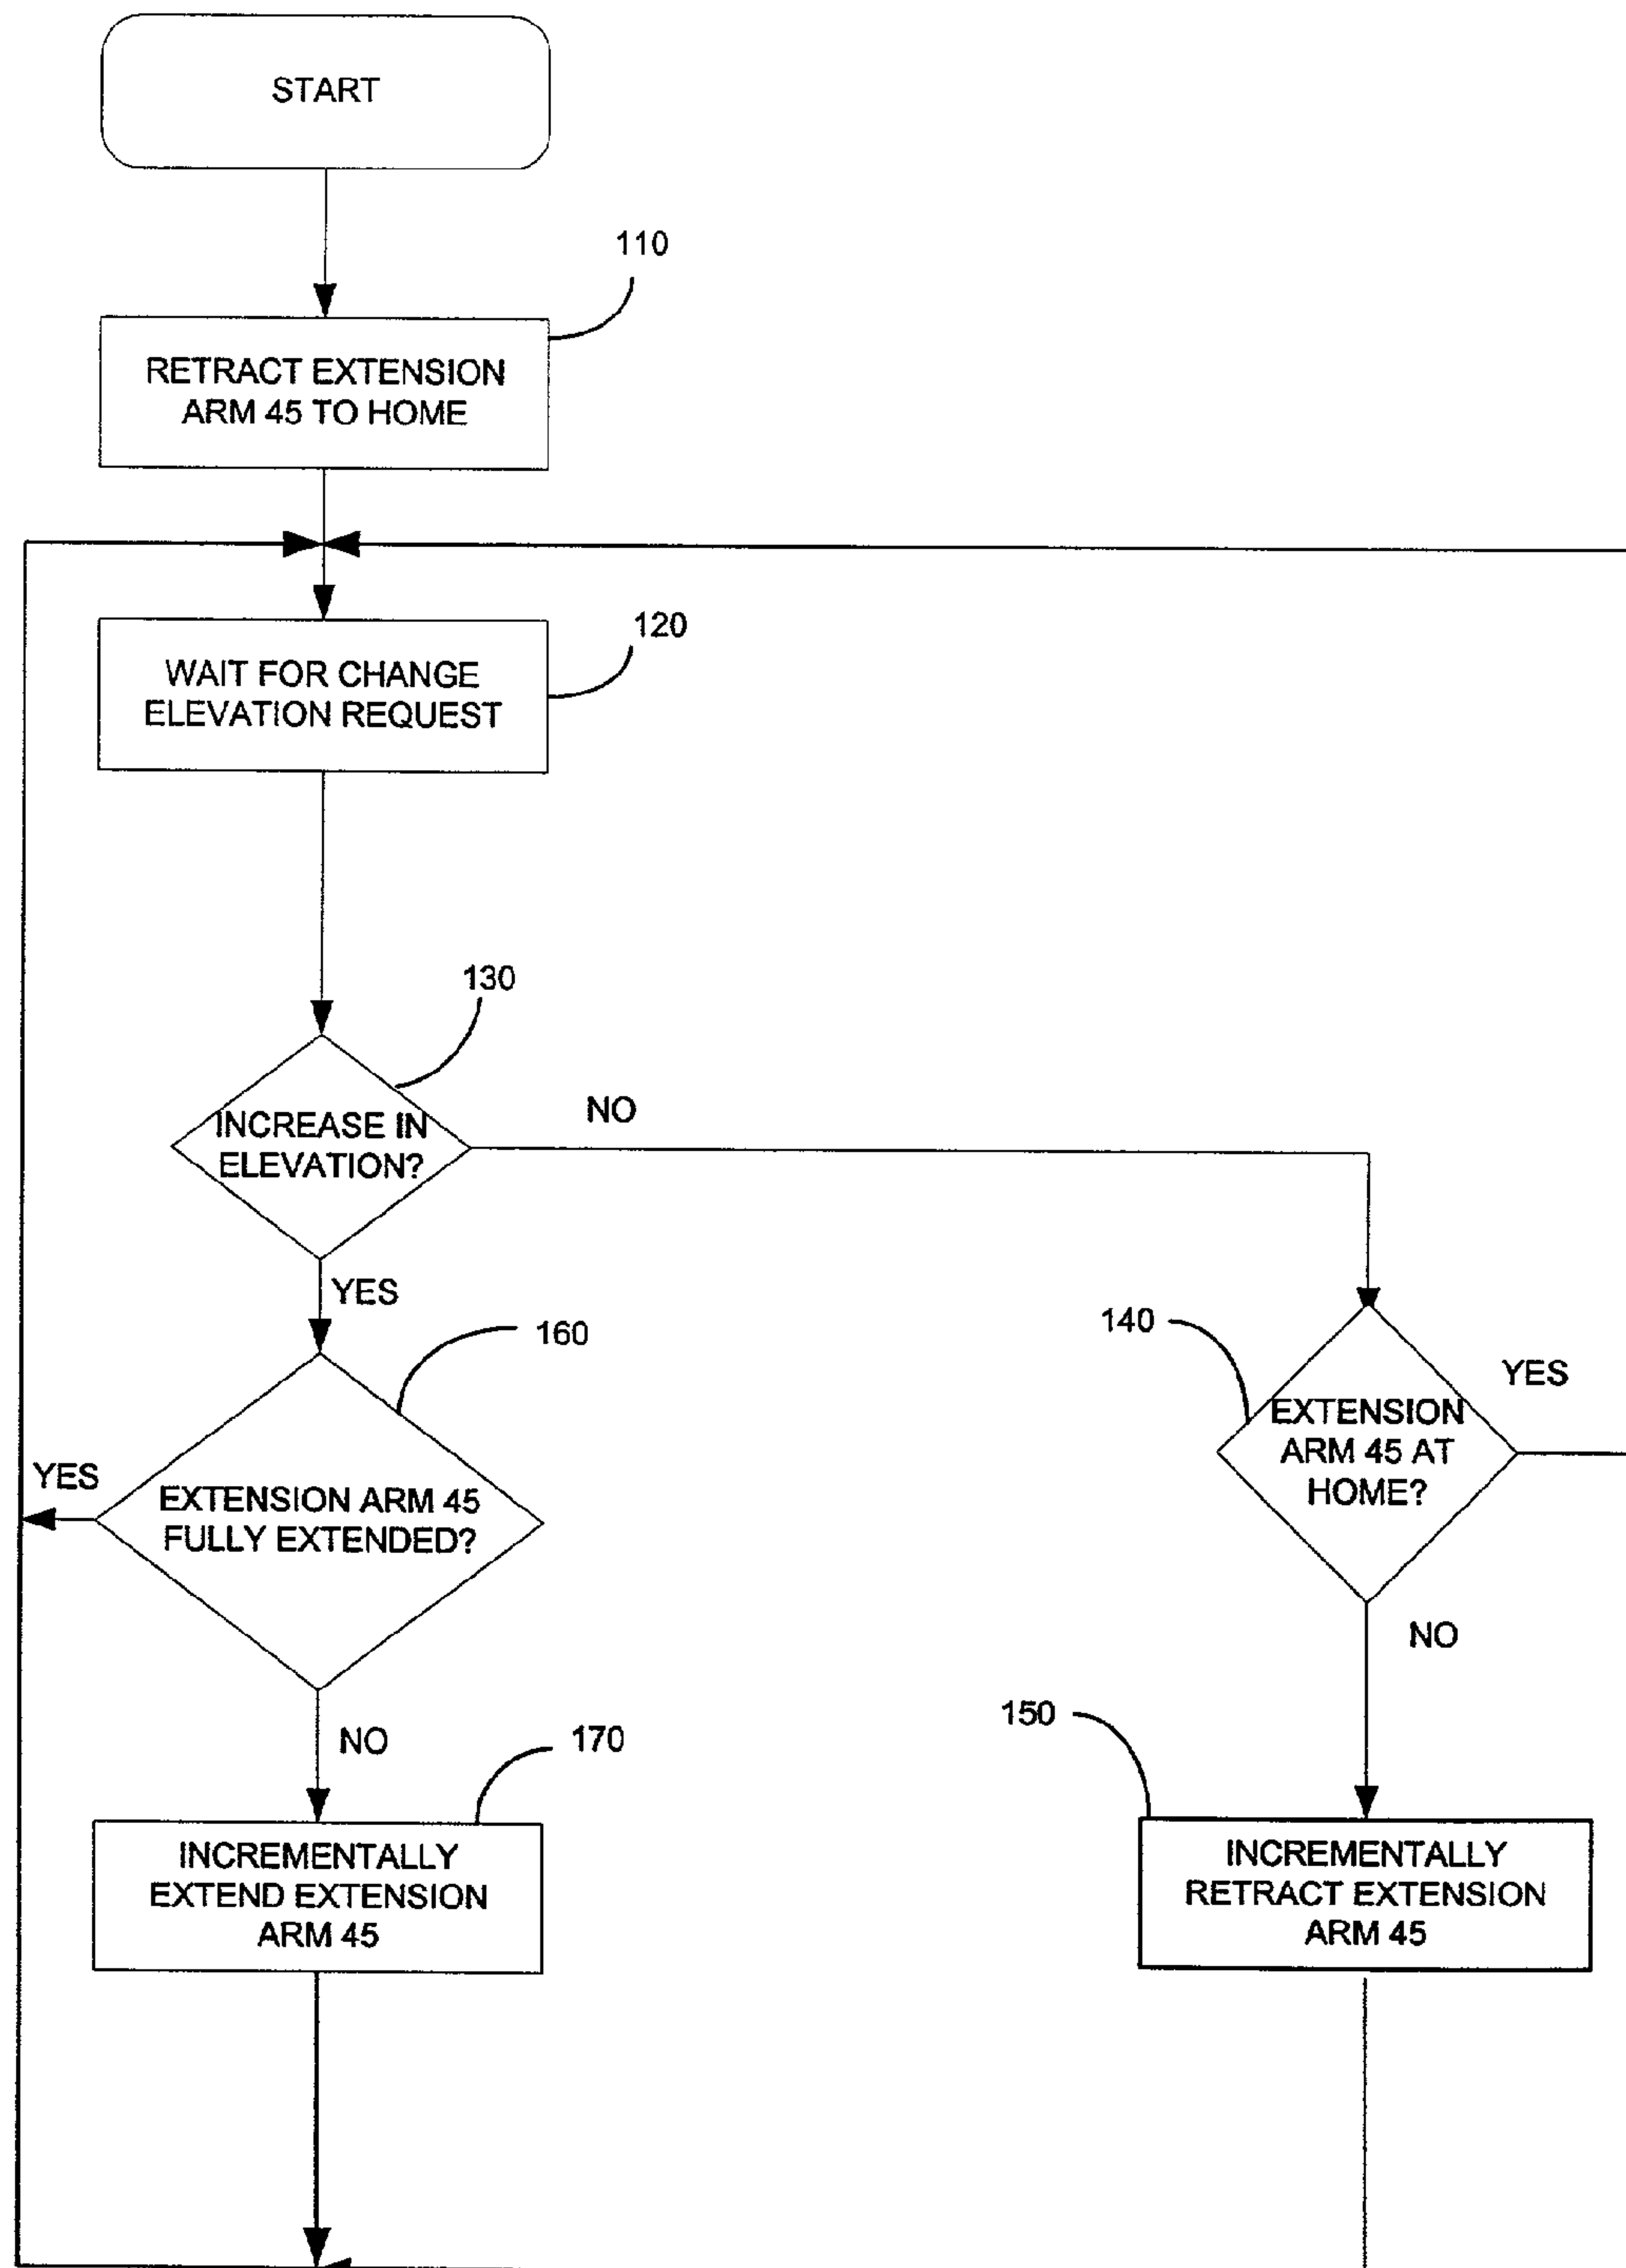 START
110
RETRACT EXTENSION
ARM 45 TO HOME
120
WAIT FOR CHANGE
ELEVATION REQUEST
130
INCREASE IN
ELEVATION?
NO
YES
160
140
YES
EXTENSION
ARM 45 AT
HOME?
YES
EXTENSION ARM 45
FULLY EXTENDED?
NO
NO
170
150
INCREMENTALLY
EXTEND EXTENSION
ARM 45
INCREMENTALLY
RETRACT EXTENSION
ARM 45